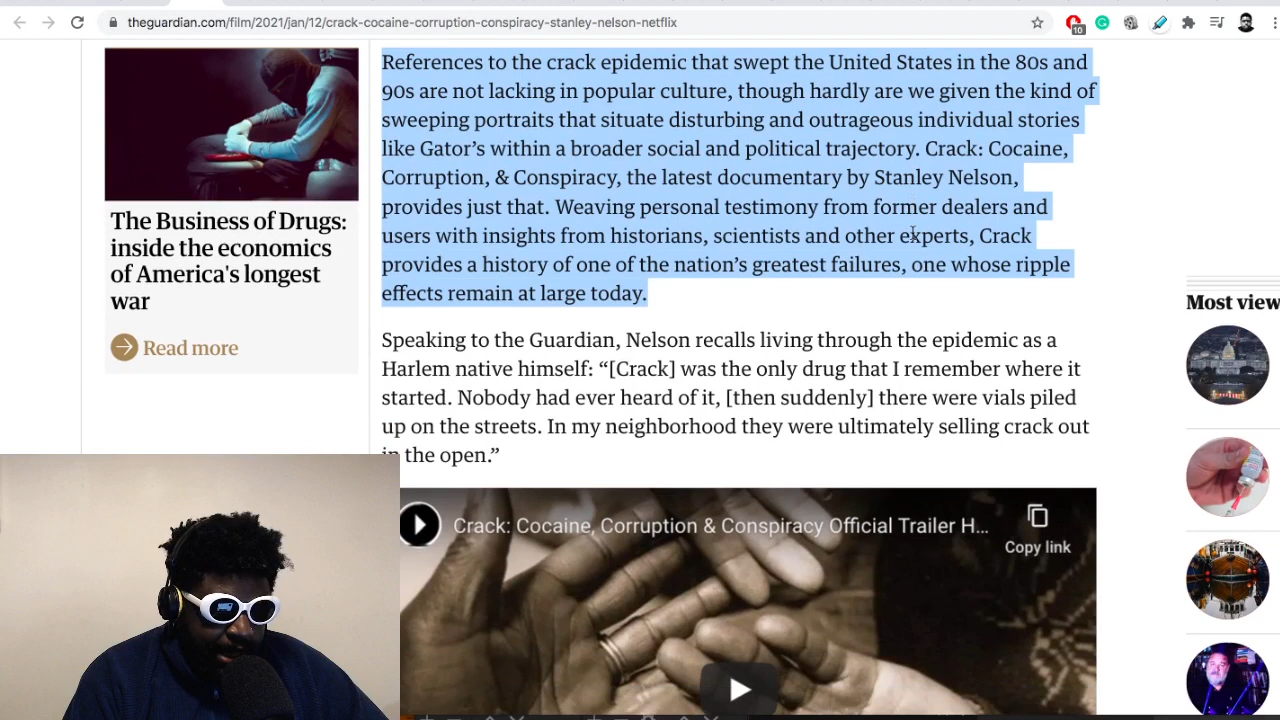 theguardian.com/film/2021/jan/12/crack-cocaine-corruption-conspiracy-stanley-nelson-netflix
10
The Business of Drugs:
inside the economics
of America's longest
war
Read more
References to the crack epidemic that swept the United States in the 80s and
90s are not lacking in popular culture, though hardly are we given the kind of
sweeping portraits that situate disturbing and outrageous individual stories
like Gator’s within a broader social and political trajectory. Crack: Cocaine,
Corruption, & Conspiracy, the latest documentary by Stanley Nelson,
provides just that. Weaving personal testimony from former dealers and
users with insights from historians, scientists and other experts, Crack
provides a history of one of the nation’s greatest failures, one whose ripple
effects remain at large today.
Speaking to the Guardian, Nelson recalls living through the epidemic as a
Harlem native himself: “[Crack] was the only drug that I remember where it
started. Nobody had ever heard of it, [then suddenly] there were vials piled
up on the streets. In my neighborhood they were ultimately selling crack out
in the open.”
Crack: Cocaine, Corruption & Conspiracy Official Trailer H...
Copy link
Most view